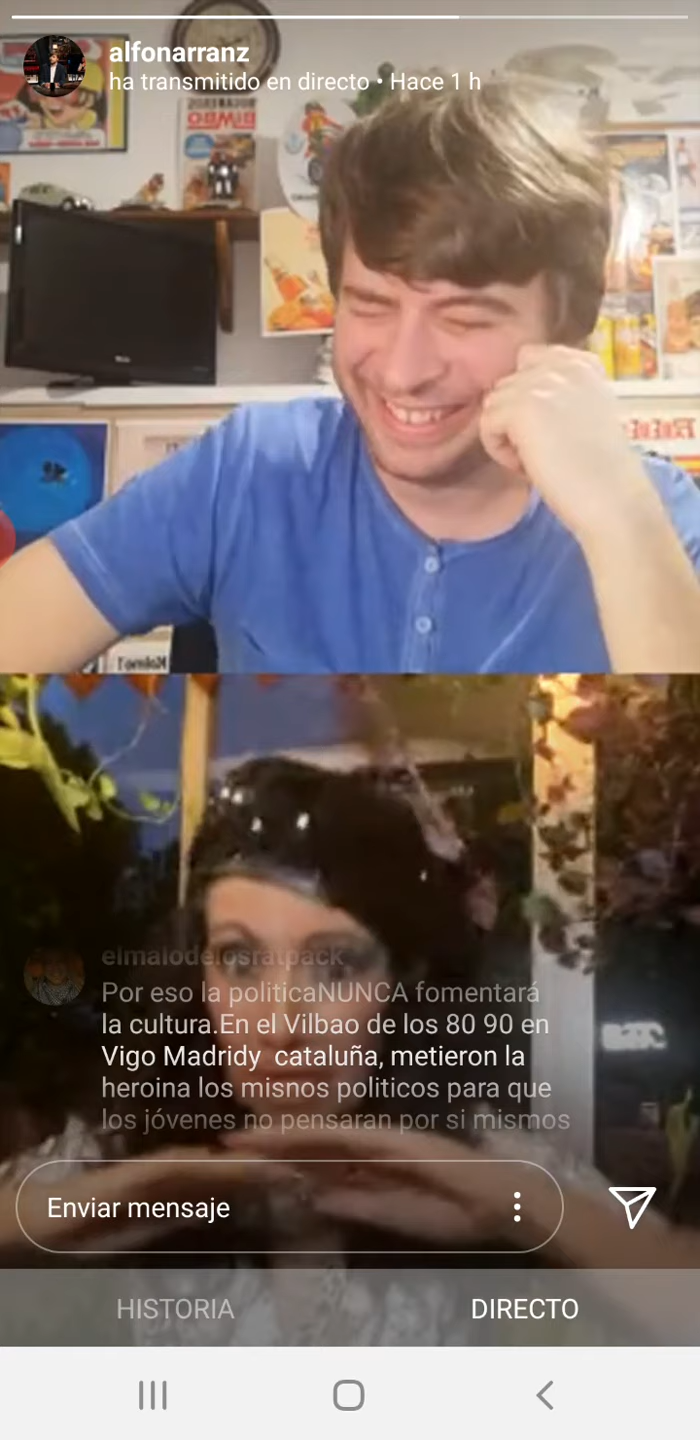 alfonarranz
ha transmitido en directo • Hace 1 h
BIMBO
elmalodelosratpack
Por eso la politicaNUNCA fomentará
la cultura.En el Vilbao de los 80 90 en
Vigo Madridy cataluña, metieron la
heroina los misnos politicos para que
los jóvenes no pensaran por si mismos
Enviar mensaje
HISTORIA
DIRECTO